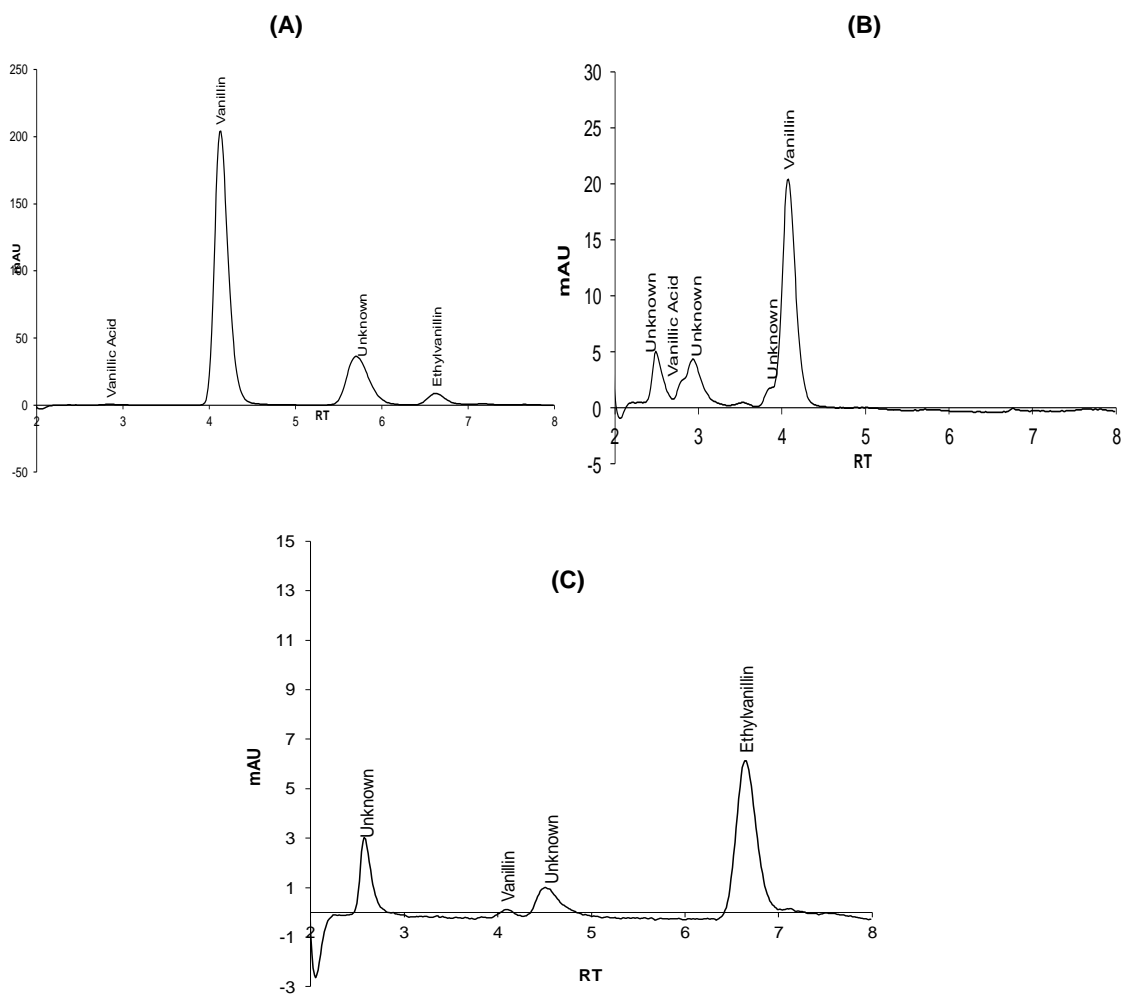 (A)
250
200
150
100
50
0
-50
mAU
Vanillic Acid
Vanillin
Unknown
Ethylvanillin
2 3 4 5 6 7 8
RT
(B)
30
25
20
15
10
5
0
-5
mAU
Unknown
Vanillic Acid
Unknown
Unknown
Vanillin
2 3 4 5 6 7 8
RT
(C)
15
13
11
9
7
5
3
1
-1
-3
mAU
Unknown
Vanillin
Unknown
Ethylvanillin
2 3 4 5 6 7 8
RT